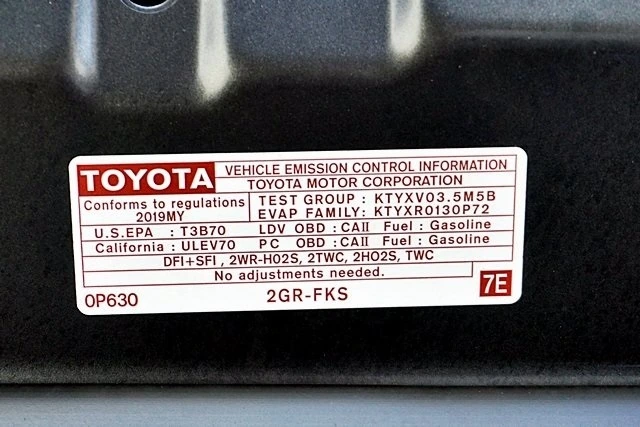 TOYOTA
VEHICLE EMISSION CONTROL INFORMATION
TOYOTA MOTOR CORPORATION
Conforms to regulations
2019MY
TEST GROUP : KTYXV03.5M5B
EVAP FAMILY: KTYXR0130P72
U.S.EPA : T3B70 LDV OBD : CAII Fuel : Gasoline
California : ULEV70 PC OBD : CAII Fuel : Gasoline
DFI+SFI , 2WR-HO2S, 2TWC, 2HO2S, TWC
No adjustments needed.
0P630 2GR-FKS 7E